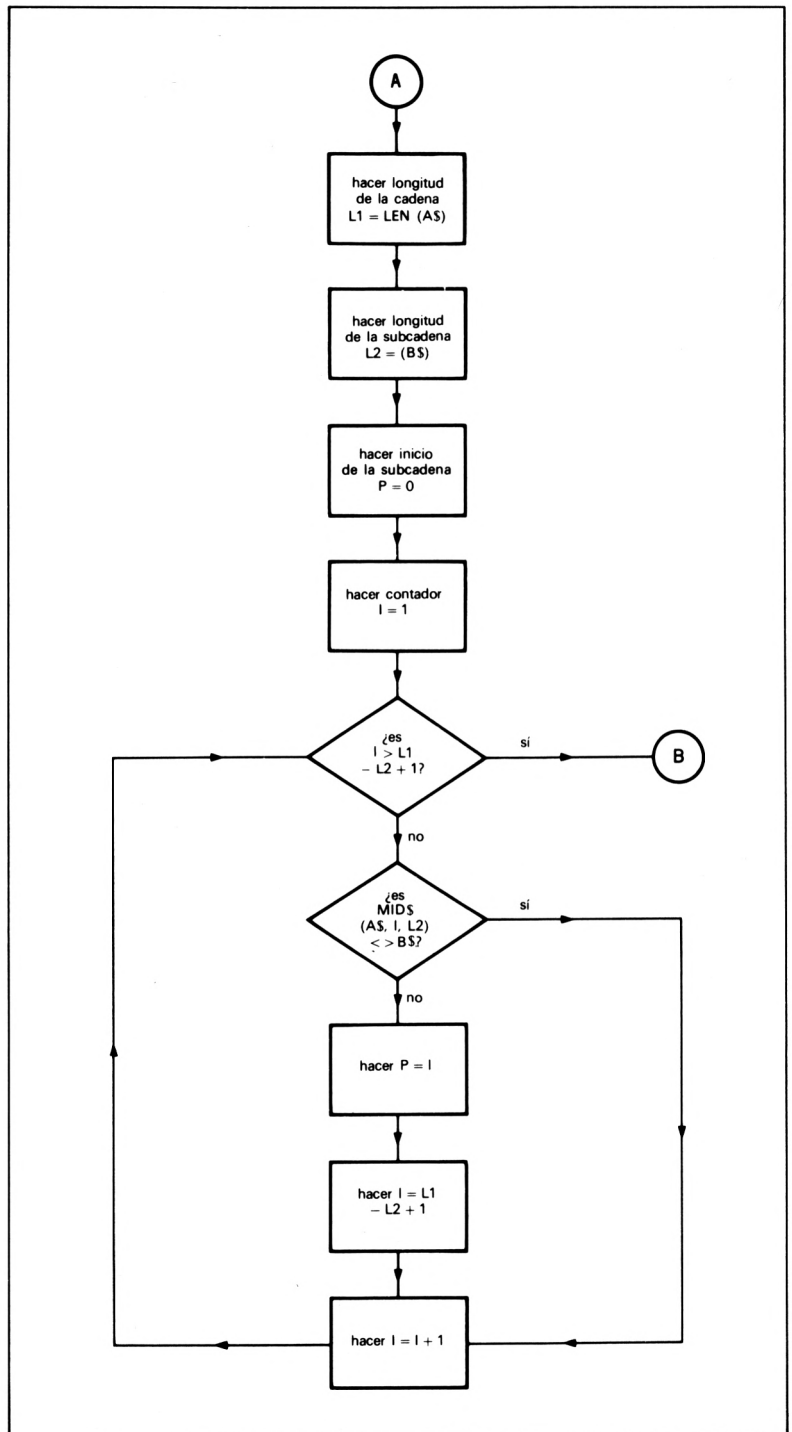 A
hacer longitud
de la cadena
L1 = LEN (A$)
hacer longitud
de la subcadena
L2 = (B$)
hacer inicio
de la subcadena
P = 0
hacer contador
I = 1
¿es
I > L1
– L2 + 1?
sí
B
no
¿es
MID$
(A$, I, L2)
< > B$?
sí
no
hacer P = I
hacer I = L1
– L2 + 1
hacer I = I + 1